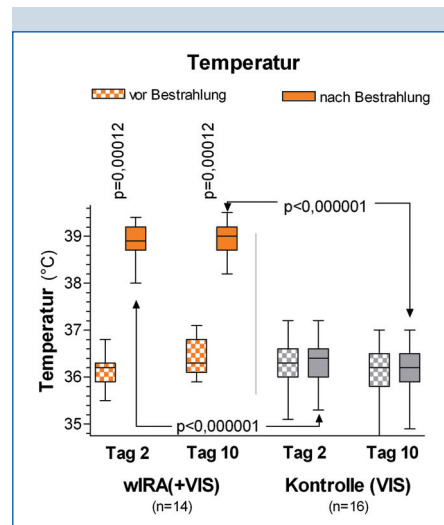 Temperatur
vor Bestrahlung
nach Bestrahlung
p=0,00012
p=0,00012
p<0,000001
Temperatur (°C)
39
38
37
36
35
p<0,000001
Tag 2
Tag 10
Tag 2
Tag 10
wIRA(+VIS)
Kontrolle (VIS)
(n=14)
(n=16)